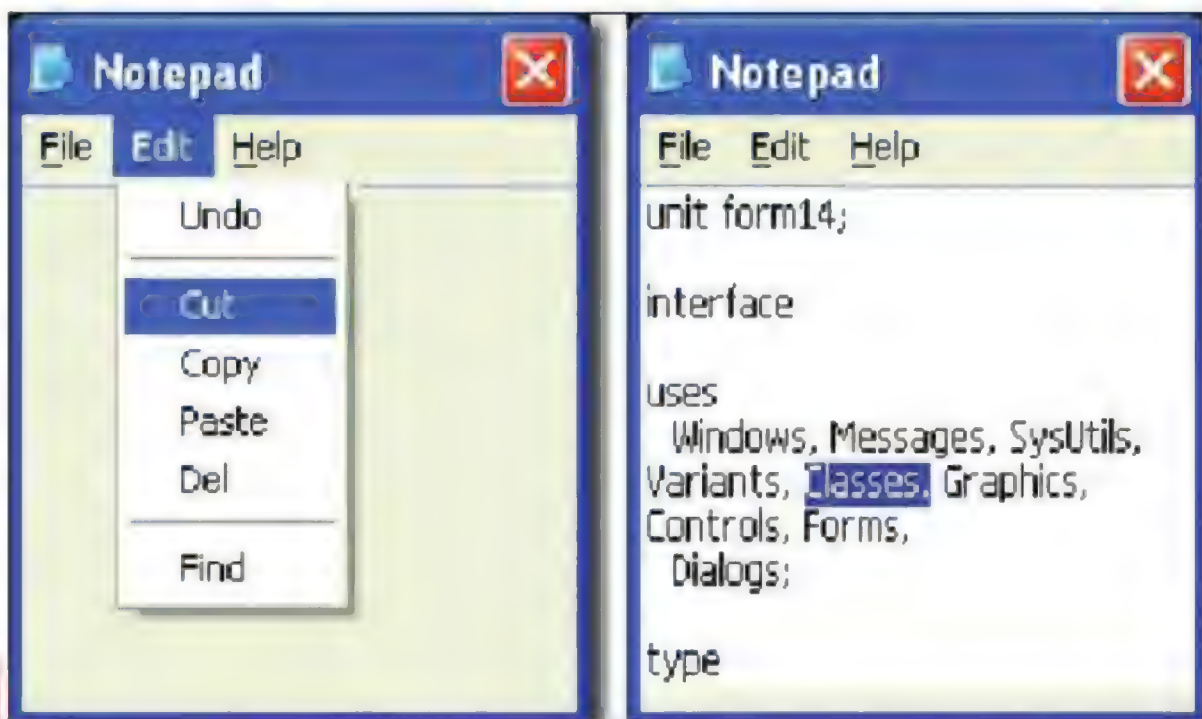 Notepad
File Edit Help
Undo
Cut
Copy
Paste
Del
Find
Notepad
File Edit Help
unit form14;
interface
uses
Windows, Messages, SysUtils,
Variants, Classes, Graphics,
Controls, Forms,
Dialogs;
type